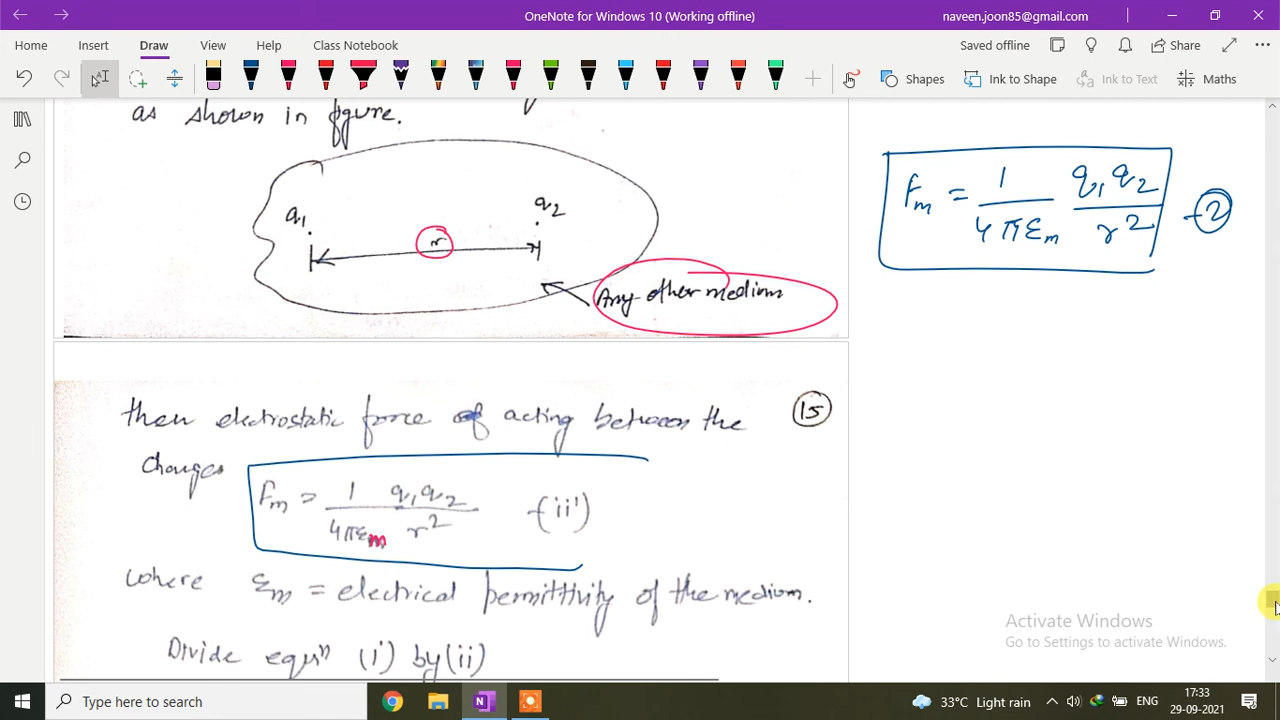 OneNote for Windows 10 (Working offline)
naveen.joon85@gmail.com
Home Insert Draw View Help Class Notebook
Saved offline
Share
Shapes
Ink to Shape
Ink to Text
Maths
as shown in figure.
q1
q2
r
Any other medium
Fm = 1/4πεm q1q2/r² -②
then electrostatic force of acting between the
⑮
charges
Fm = 1/4πεm q1q2/r² -(ii)
where εm = electrical permittivity of the medium.
Divide equⁿ (i) by (ii)
Activate Windows
Go to Settings to activate Windows.
Type here to search
33°C Light rain
ENG
17:33
29-09-2021